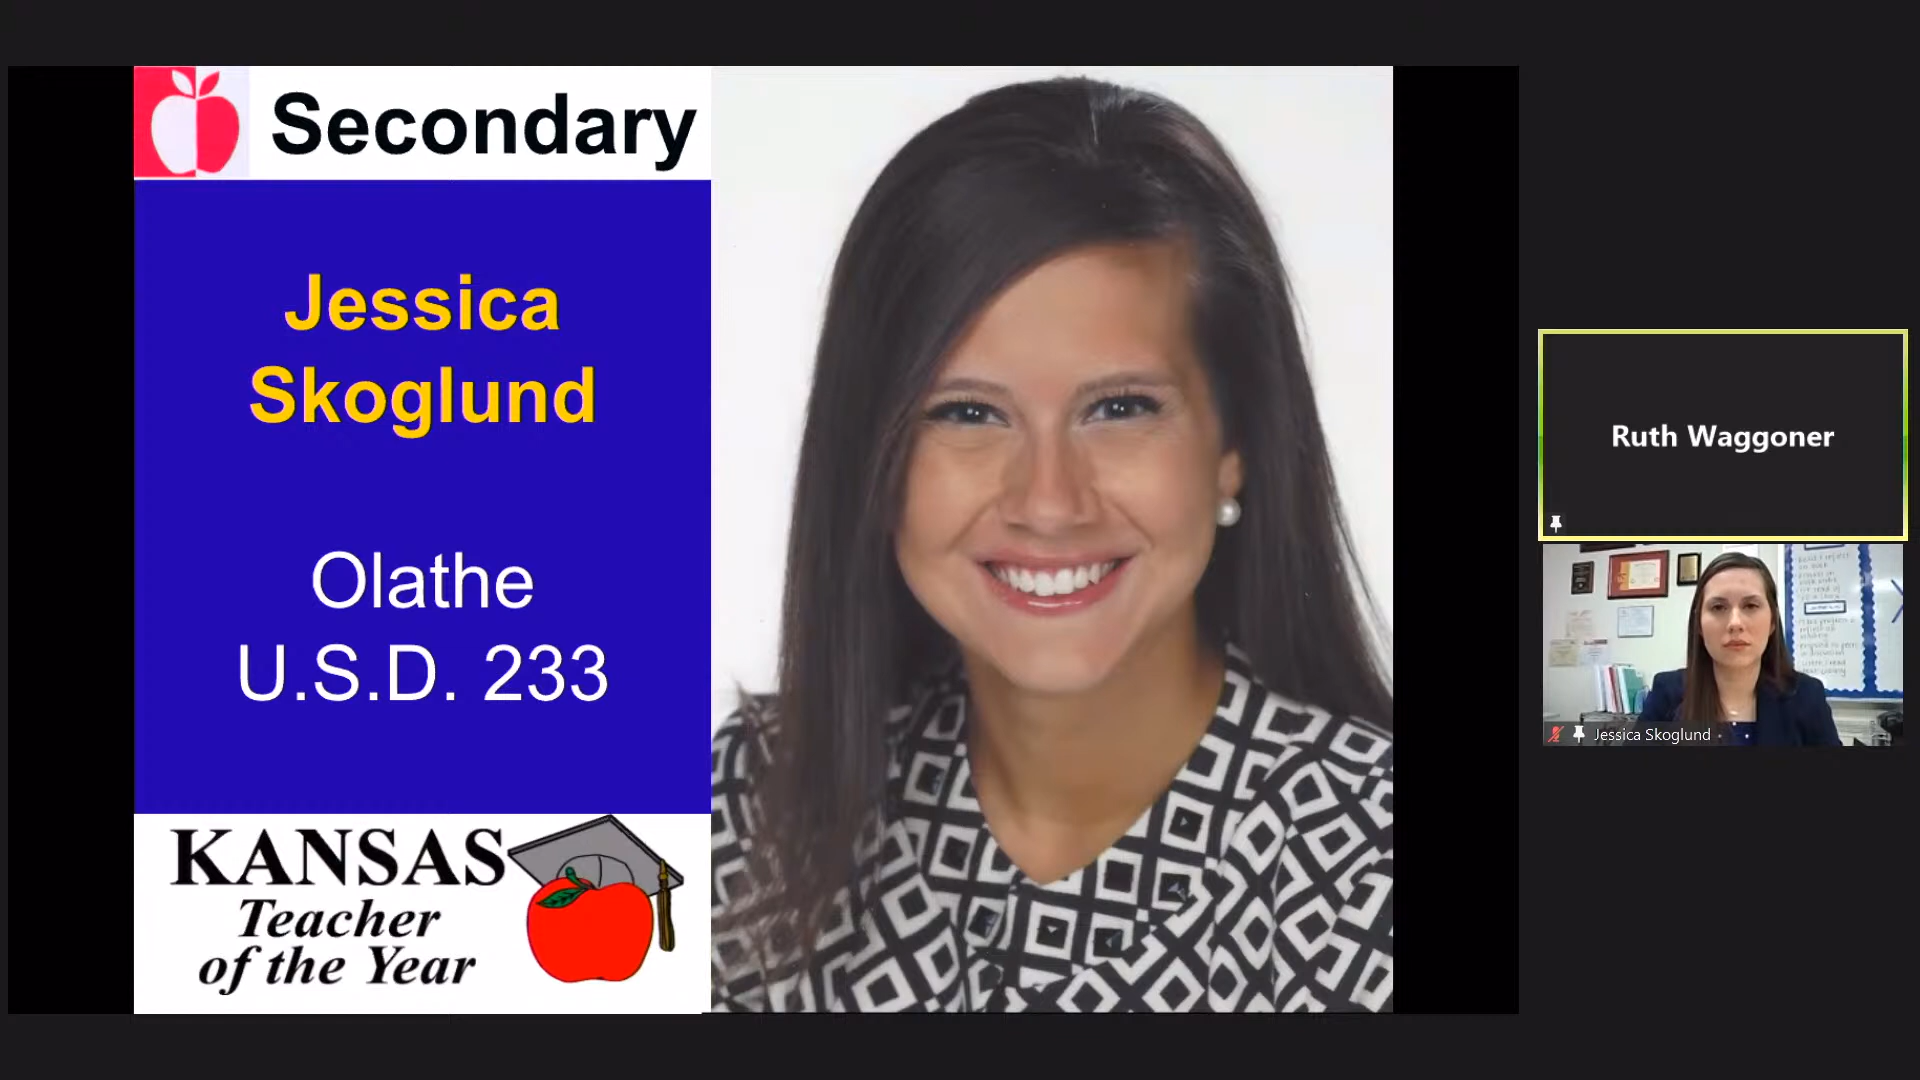 Secondary
Jessica
Skoglund
Olathe
U.S.D. 233
KANSAS
Teacher
of the Year
Ruth Waggoner
Jessica Skoglund